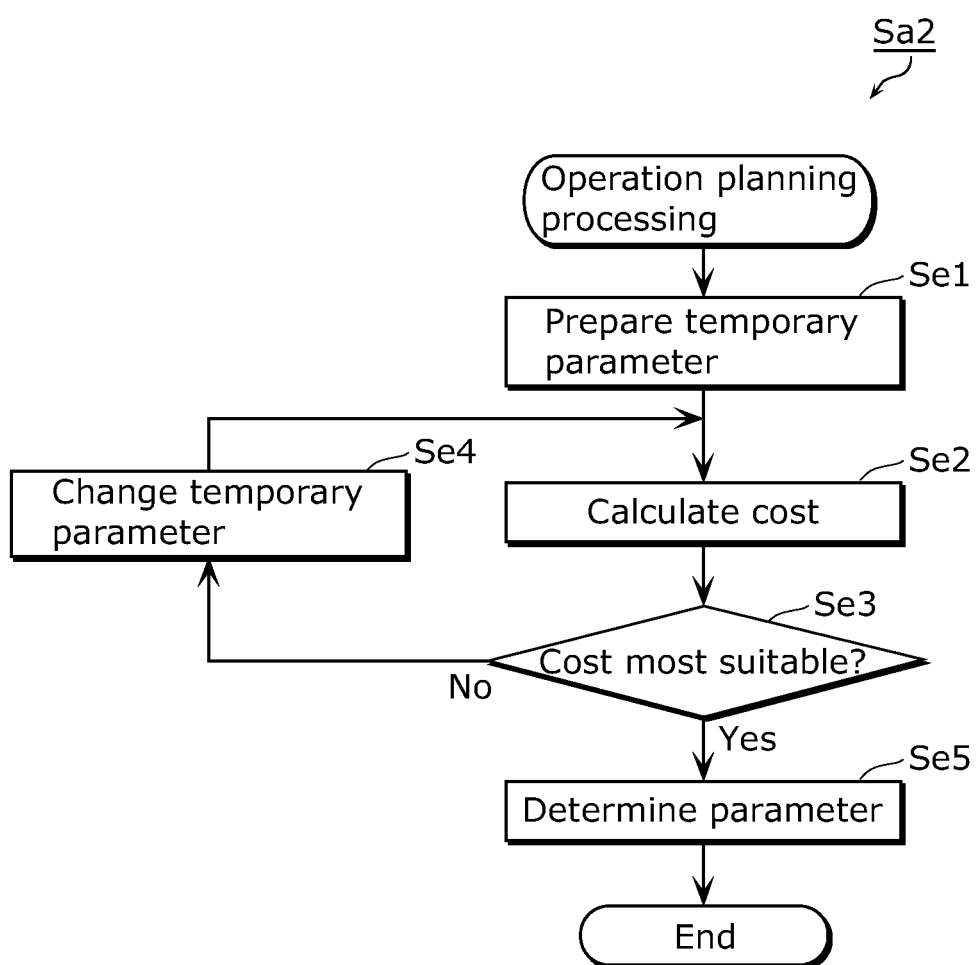 Sa2
Operation planning
processing
Se1
Prepare temporary
parameter
Se4
Change temporary
parameter
Se2
Calculate cost
Se3
Cost most suitable?
No
Yes
Se5
Determine parameter
End